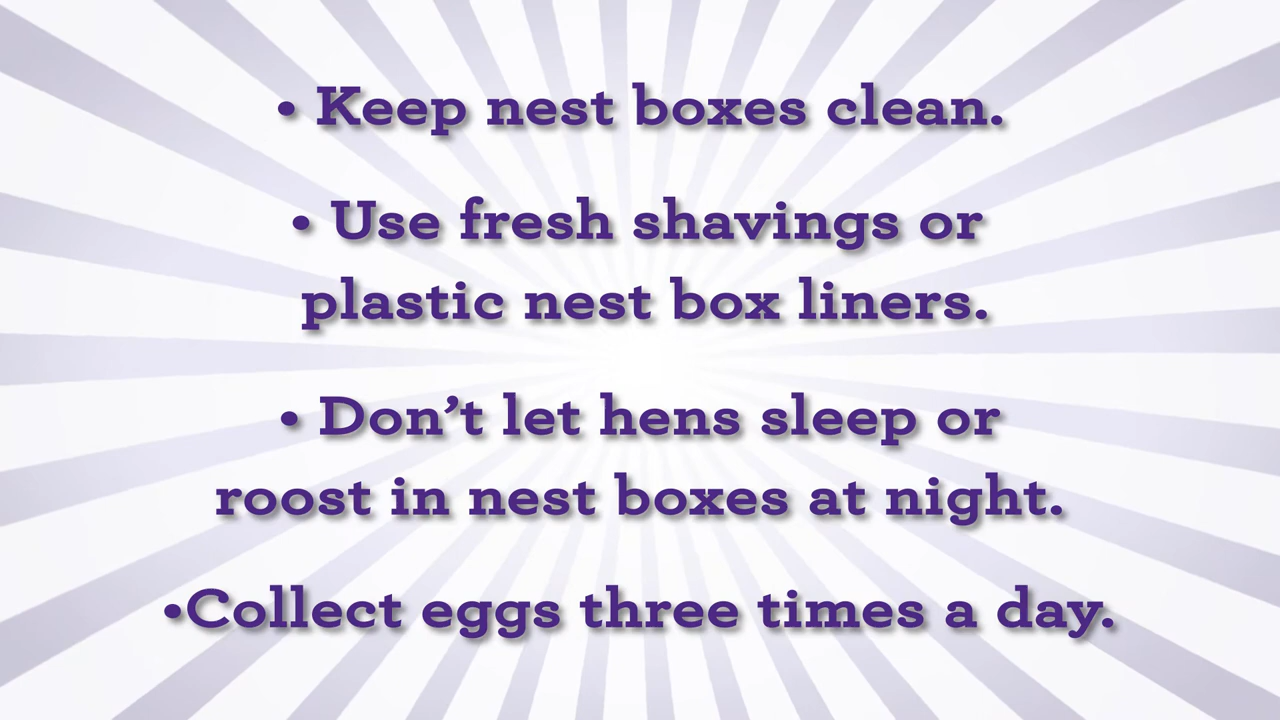 • Keep nest boxes clean.
• Use fresh shavings or
plastic nest box liners.
• Don’t let hens sleep or
roost in nest boxes at night.
•Collect eggs three times a day.